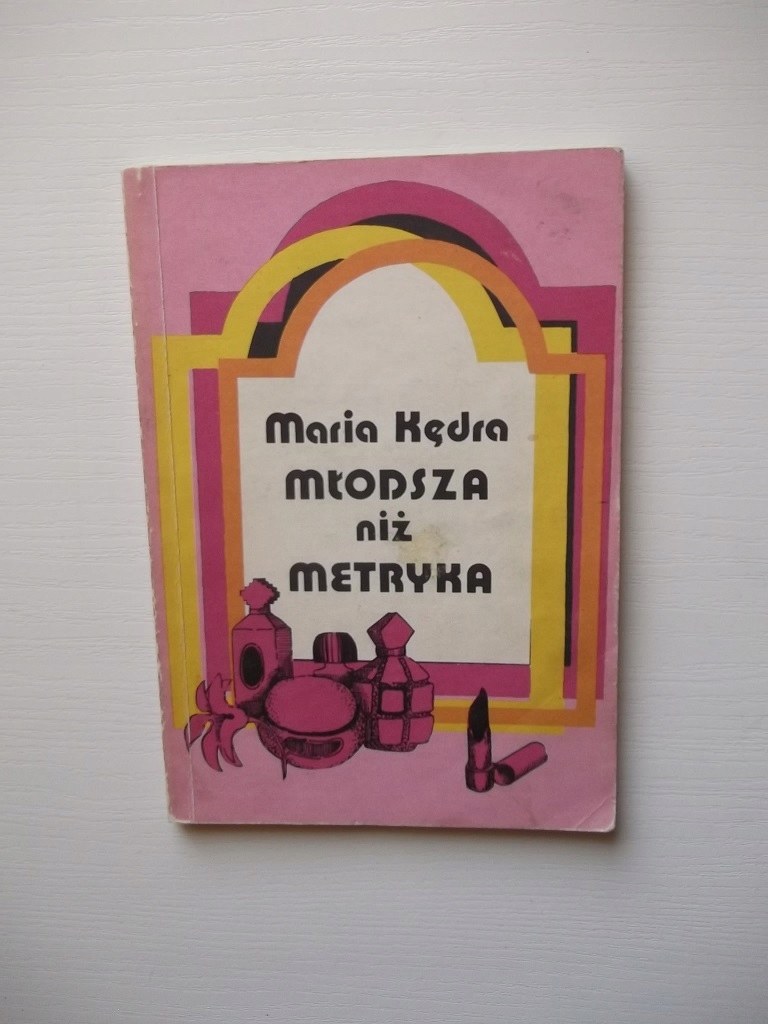 Maria Kędra
MŁODSZA
niż
METRYKA